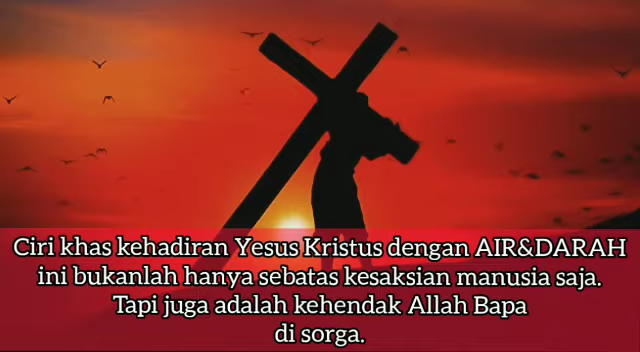 Ciri khas kehadiran Yesus Kristus dengan AIR&DARAH
ini bukanlah hanya sebatas kesaksian manusia saja.
Tapi juga adalah kehendak Allah Bapa
di sorga.